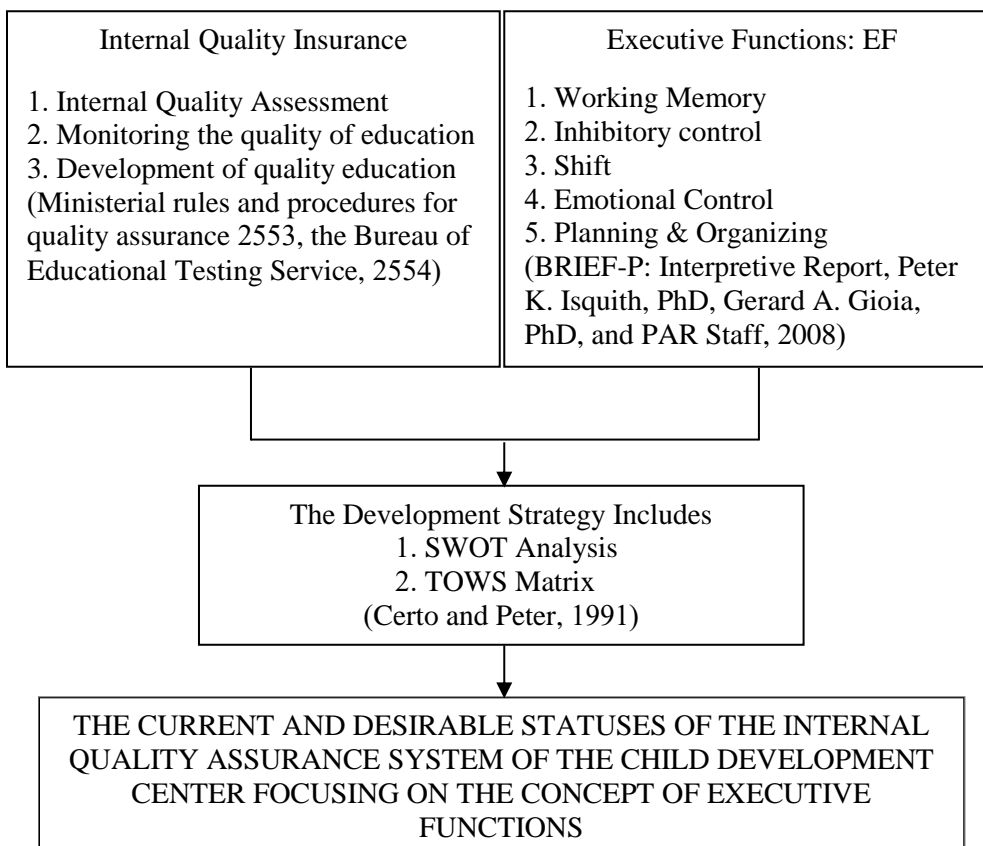 Internal Quality Insurance
1. Internal Quality Assessment
2. Monitoring the quality of education
3. Development of quality education
(Ministerial rules and procedures for
quality assurance 2553, the Bureau of
Educational Testing Service, 2554)
Executive Functions: EF
1. Working Memory
2. Inhibitory control
3. Shift
4. Emotional Control
5. Planning & Organizing
(BRIEF-P: Interpretive Report, Peter
K. Isquith, PhD, Gerard A. Gioia,
PhD, and PAR Staff, 2008)
The Development Strategy Includes
1. SWOT Analysis
2. TOWS Matrix
(Certo and Peter, 1991)
THE CURRENT AND DESIRABLE STATUSES OF THE INTERNAL
QUALITY ASSURANCE SYSTEM OF THE CHILD DEVELOPMENT
CENTER FOCUSING ON THE CONCEPT OF EXECUTIVE
FUNCTIONS